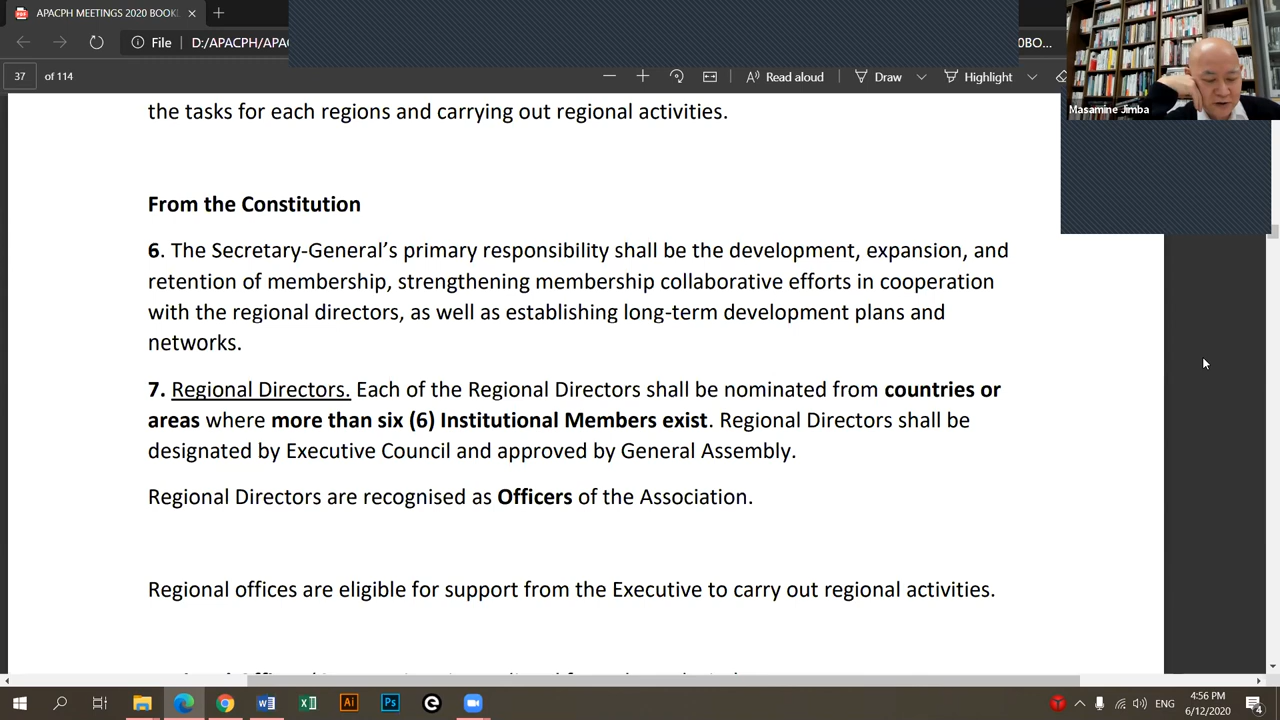 APACPH MEETINGS 2020 BOOK
File D:/APACPH/APAC 0BO...
37 of 114 Read aloud Draw Highlight
Masamine Jimba
the tasks for each regions and carrying out regional activities.
From the Constitution
6. The Secretary-General’s primary responsibility shall be the development, expansion, and
retention of membership, strengthening membership collaborative efforts in cooperation
with the regional directors, as well as establishing long-term development plans and
networks.
7. Regional Directors. Each of the Regional Directors shall be nominated from countries or
areas where more than six (6) Institutional Members exist. Regional Directors shall be
designated by Executive Council and approved by General Assembly.
Regional Directors are recognised as Officers of the Association.
Regional offices are eligible for support from the Executive to carry out regional activities.
ENG 4:56 PM
6/12/2020 4